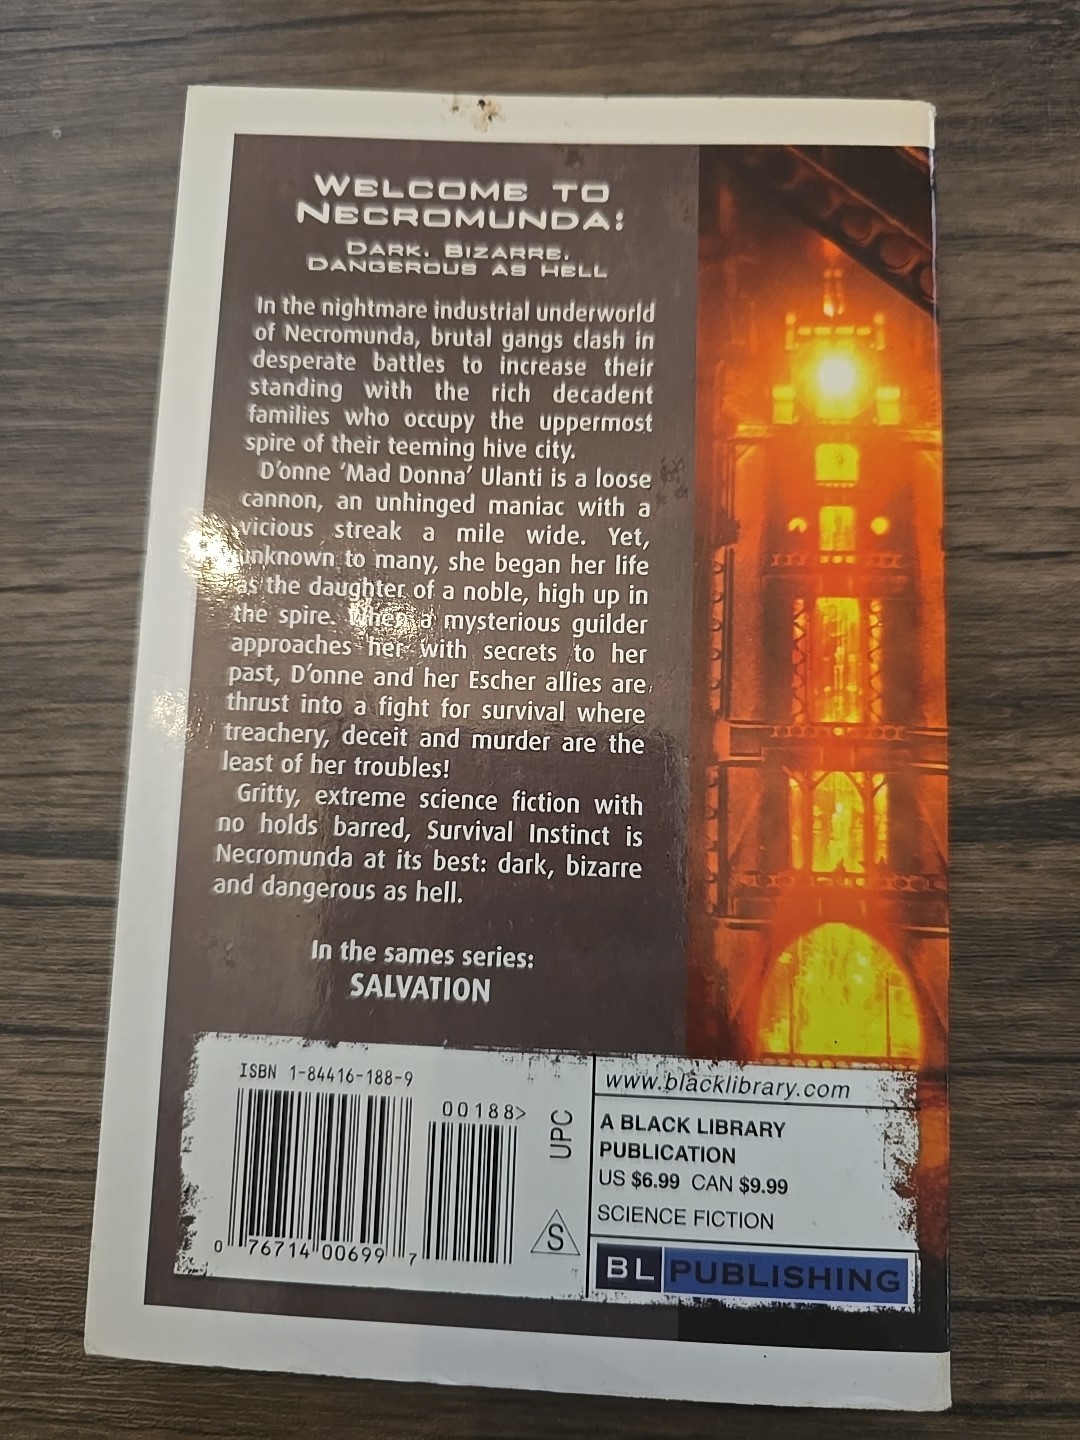 WELCOME TO
NECROMUNDA:
DARK. BIZARRE.
DANGEROUS AS HELL
In the nightmare industrial underworld
of Necromunda, brutal gangs clash in
desperate battles to increase their
standing with the rich decadent
families who occupy the uppermost
spire of their teeming hive city.
D'onne 'Mad Donna' Ulanti is a loose
cannon, an unhinged maniac with a
vicious streak a mile wide. Yet,
unknown to many, she began her life
as the daughter of a noble, high up in
the spire. When a mysterious guilder
approaches her with secrets to her
past, D'onne and her Escher allies are
thrust into a fight for survival where
treachery, deceit and murder are the
least of her troubles!
Gritty, extreme science fiction with
no holds barred, Survival Instinct is
Necromunda at its best: dark, bizarre
and dangerous as hell.
In the sames series:
SALVATION
ISBN 1-84416-188-9
00188>
UPC
0 76714 00699 7
S
www.blacklibrary.com
A BLACK LIBRARY
PUBLICATION
US $6.99 CAN $9.99
SCIENCE FICTION
BL PUBLISHING